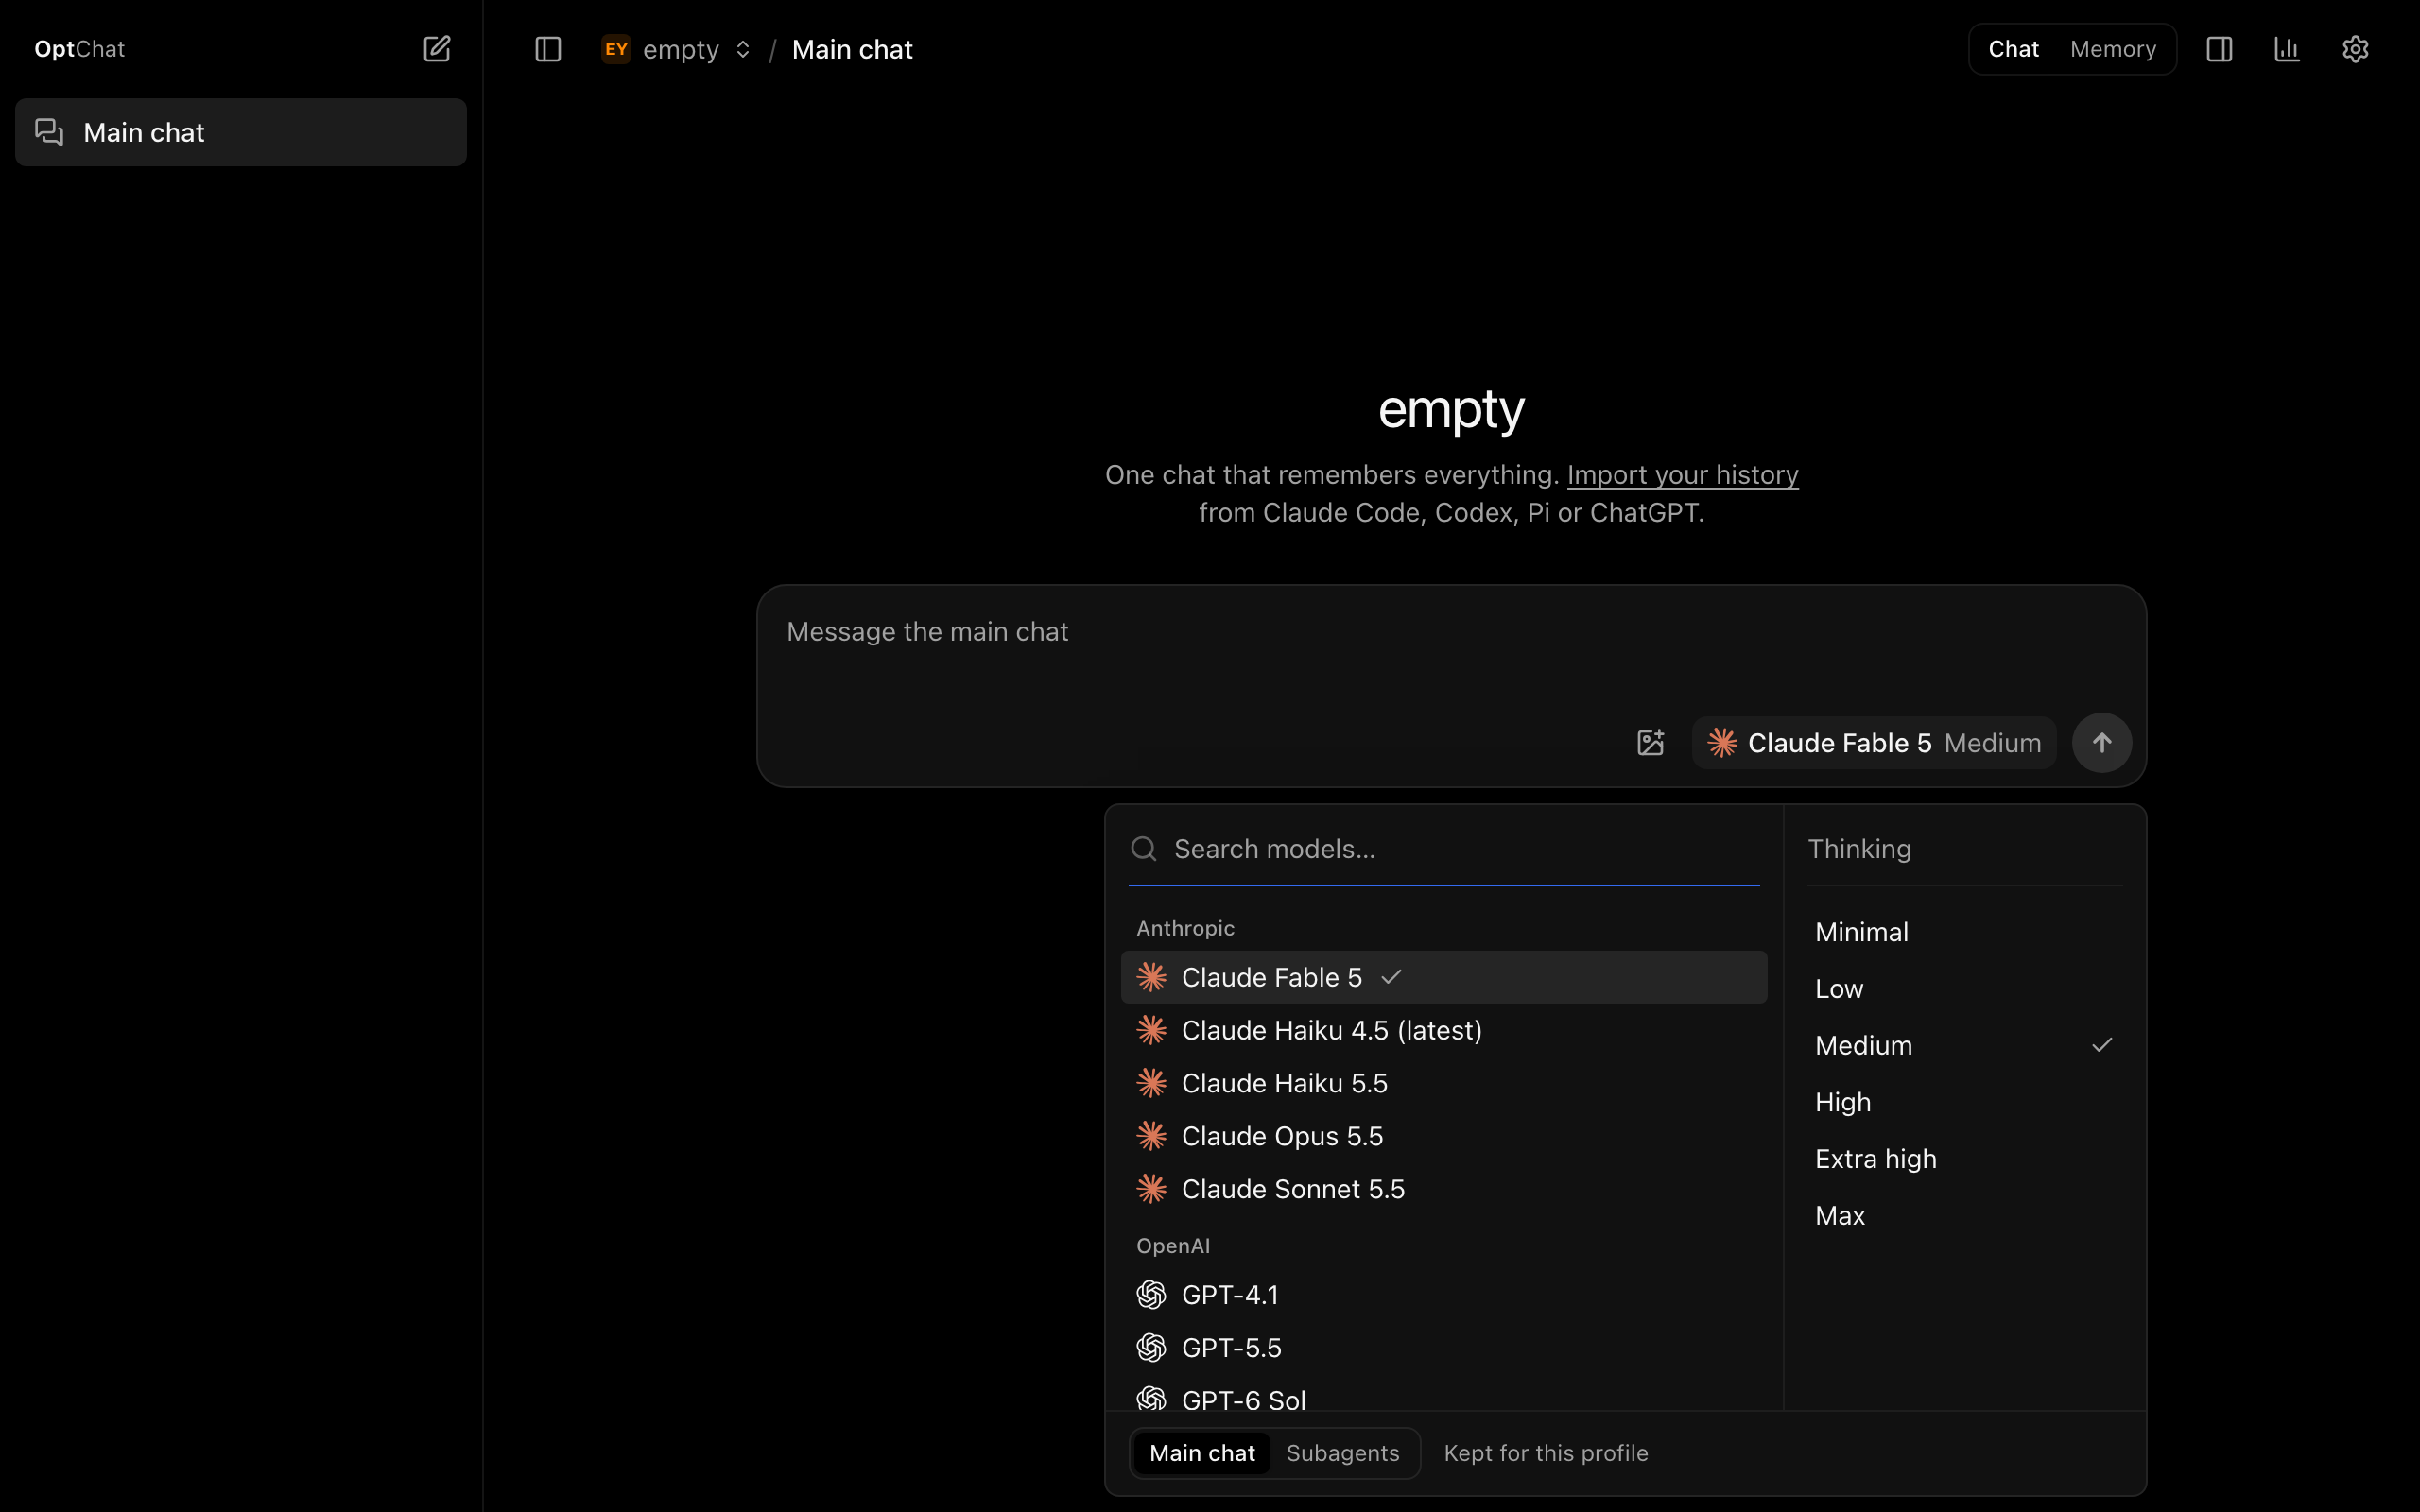 OptChat
Main chat
EY empty / Main chat
Chat Memory
empty
One chat that remembers everything. Import your history
from Claude Code, Codex, Pi or ChatGPT.
Message the main chat
Claude Fable 5 Medium
Search models...
Anthropic
Claude Fable 5
Claude Haiku 4.5 (latest)
Claude Haiku 5.5
Claude Opus 5.5
Claude Sonnet 5.5
OpenAI
GPT-4.1
GPT-5.5
GPT-6 Sol
Thinking
Minimal
Low
Medium
High
Extra high
Max
Main chat Subagents Kept for this profile